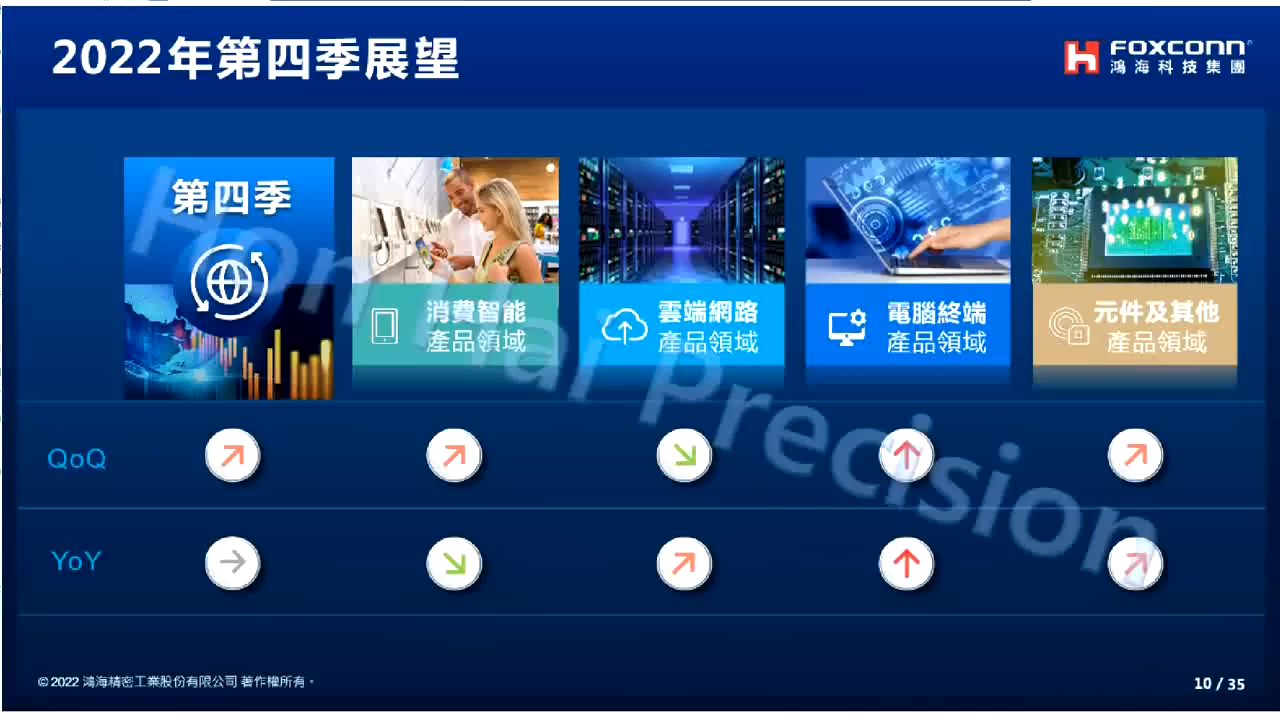 2022年第四季展望
FOXCONN®
鴻海科技集團
第四季
消費智能
產品領域
雲端網路
產品領域
電腦終端
產品領域
元件及其他
產品領域
Hon Hai Precision
QoQ
YoY
© 2022 鴻海精密工業股份有限公司 著作權所有。
10 / 35